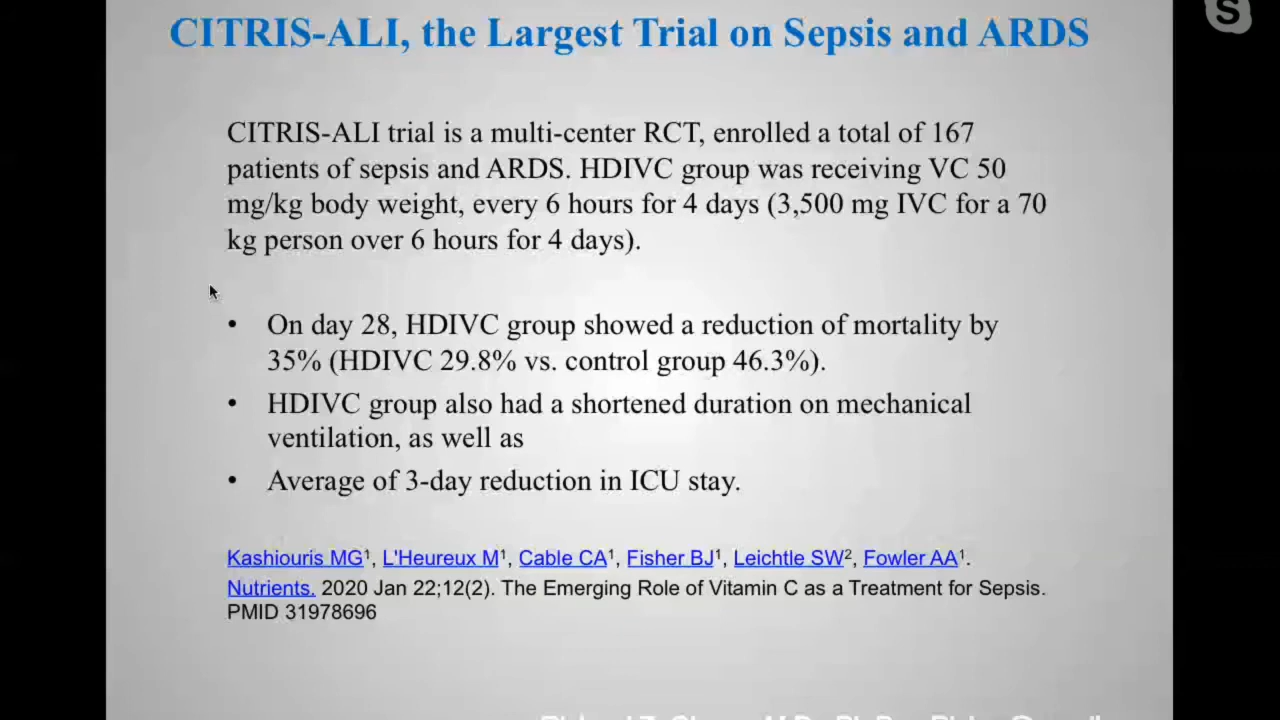 CITRIS-ALI, the Largest Trial on Sepsis and ARDS
CITRIS-ALI trial is a multi-center RCT, enrolled a total of 167
patients of sepsis and ARDS. HDIVC group was receiving VC 50
mg/kg body weight, every 6 hours for 4 days (3,500 mg IVC for a 70
kg person over 6 hours for 4 days).
• On day 28, HDIVC group showed a reduction of mortality by
35% (HDIVC 29.8% vs. control group 46.3%).
• HDIVC group also had a shortened duration on mechanical
ventilation, as well as
• Average of 3-day reduction in ICU stay.
Kashiouris MG¹, L'Heureux M¹, Cable CA¹, Fisher BJ¹, Leichtle SW², Fowler AA¹.
Nutrients. 2020 Jan 22;12(2). The Emerging Role of Vitamin C as a Treatment for Sepsis.
PMID 31978696